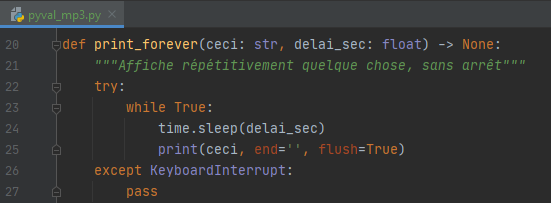 pyval_mp3.py
20 def print_forever(ceci: str, delai_sec: float) -> None:
21     """Affiche répétitivement quelque chose, sans arrêt"""
22     try:
23         while True:
24             time.sleep(delai_sec)
25             print(ceci, end='', flush=True)
26     except KeyboardInterrupt:
27         pass